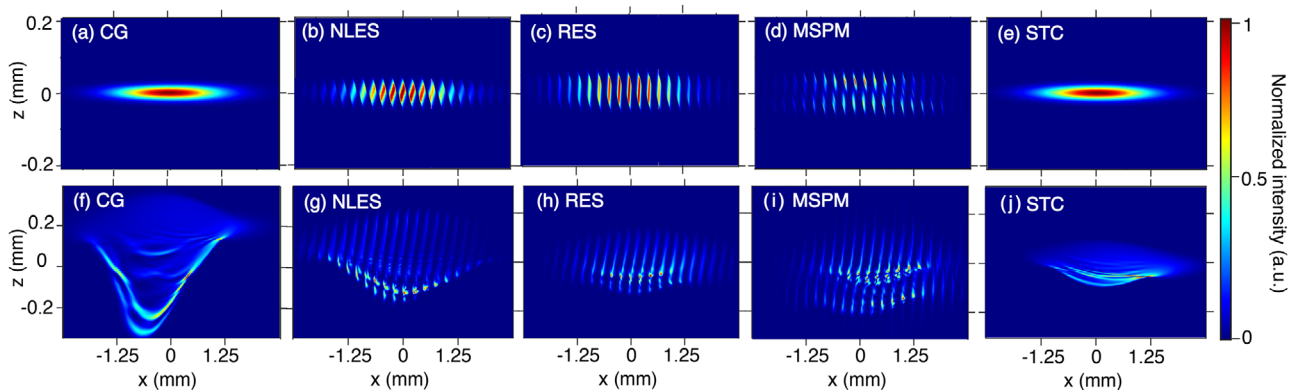 (a) CG (b) NLES (c) RES (d) MSPM (e) STC
0.2
0
-0.2
z (mm)
(f) CG (g) NLES (h) RES (i) MSPM (j) STC
0.2
0
-0.2
z (mm)
-1.25 0 1.25 -1.25 0 1.25 -1.25 0 1.25 -1.25 0 1.25 -1.25 0 1.25
x (mm) x (mm) x (mm) x (mm) x (mm)
1
0.5
0
Normalized intensity (a.u.)